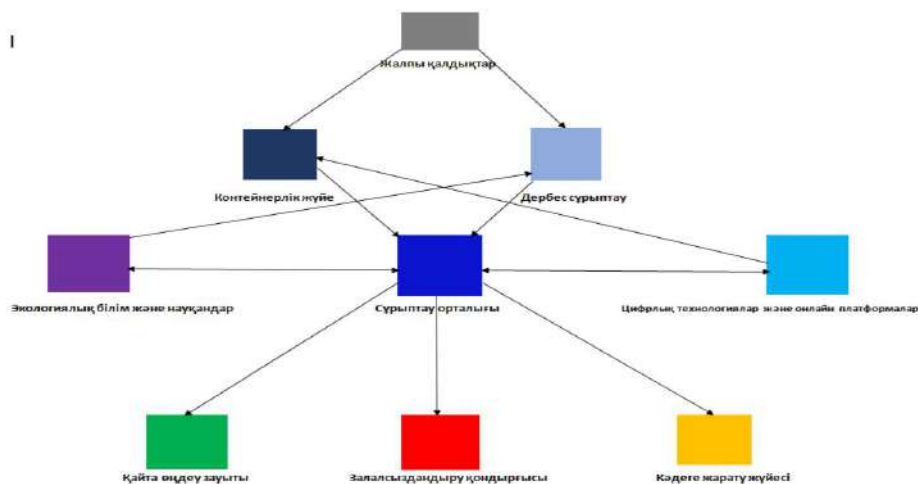 I
Жалпы қалдықтар
Контейнерлік жүйе
Дербес сұрыптау
Экологиялық білім және науқандар
Сұрыптау орталығы
Цифрлық технологиялар және онлайн платформалар
Қайта өңдеу зауыты
Залалсыздандыру қондырғысы
Кәдеге жарату жүйесі